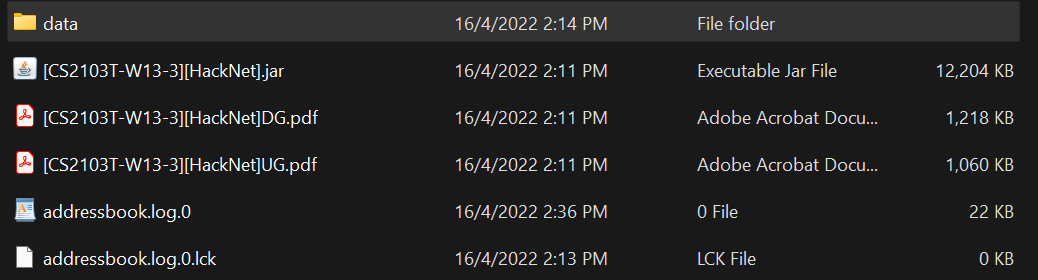 data 16/4/2022 2:14 PM File folder
[CS2103T-W13-3][HackNet].jar 16/4/2022 2:11 PM Executable Jar File 12,204 KB
[CS2103T-W13-3][HackNet]DG.pdf 16/4/2022 2:11 PM Adobe Acrobat Docu... 1,218 KB
[CS2103T-W13-3][HackNet]UG.pdf 16/4/2022 2:11 PM Adobe Acrobat Docu... 1,060 KB
addressbook.log.0 16/4/2022 2:36 PM 0 File 22 KB
addressbook.log.0.lck 16/4/2022 2:13 PM LCK File 0 KB